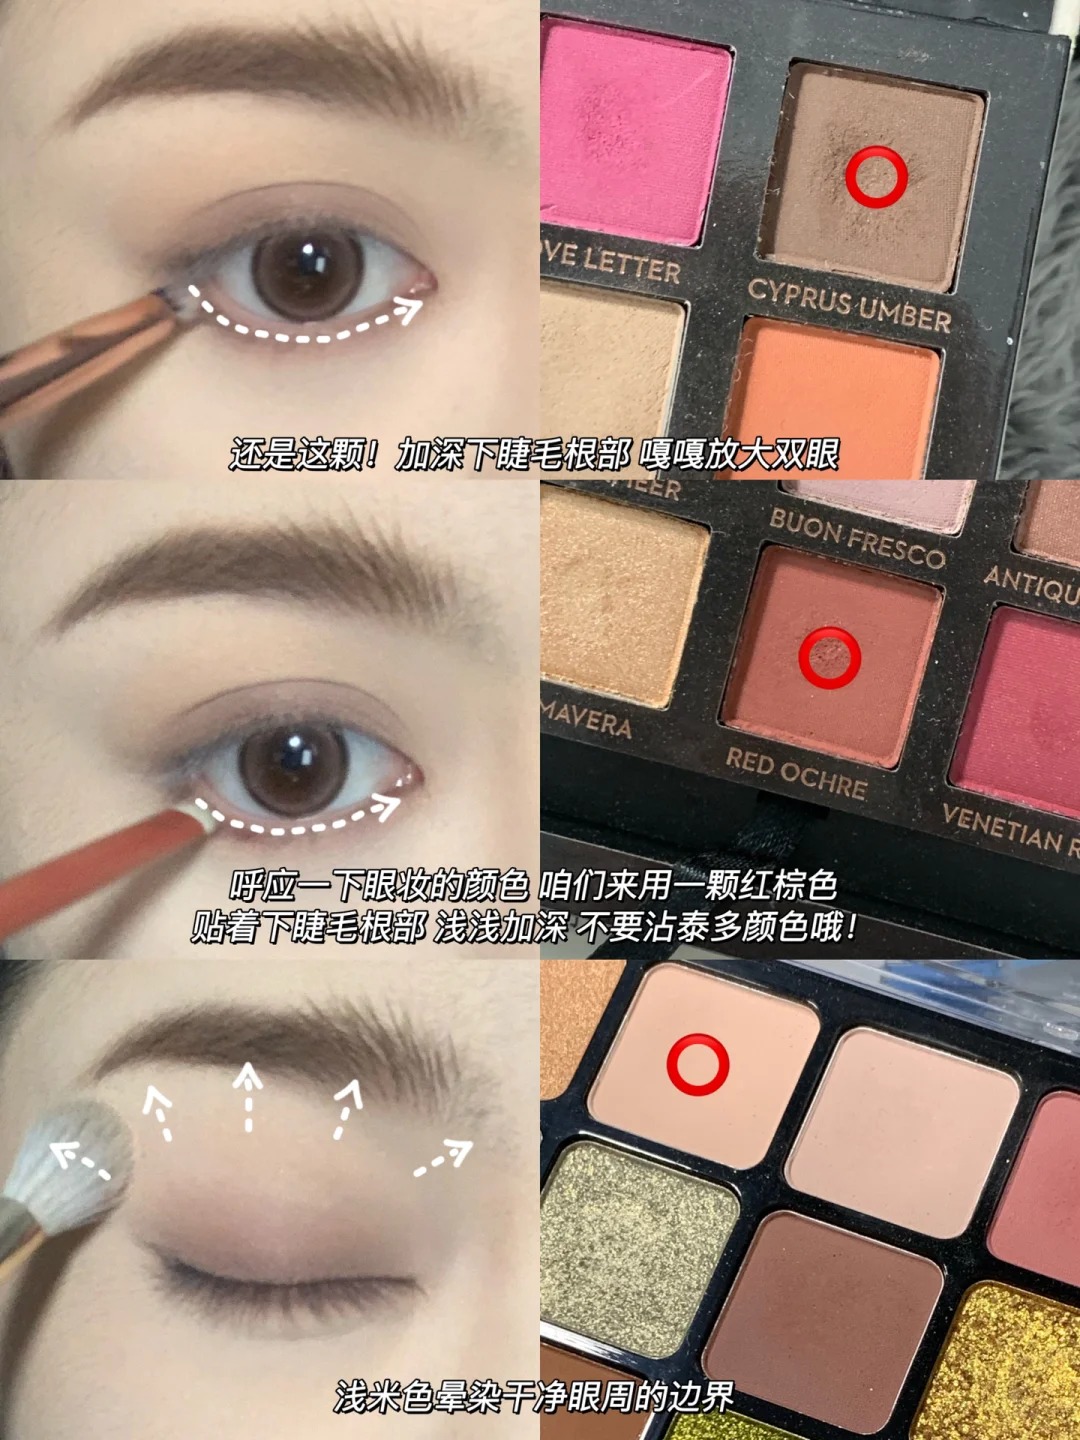 OVE LETTER
CYPRUS UMBER
还是这颗！加深下睫毛根部 嘎嘎放大双眼
HEER
BUON FRESCO
ANTIQU
MAVERA
RED OCHRE
VENETIAN R
呼应一下眼妆的颜色 咱们来用一颗红棕色
贴着下睫毛根部 浅浅加深 不要沾泰多颜色哦！
浅米色晕染干净眼周的边界